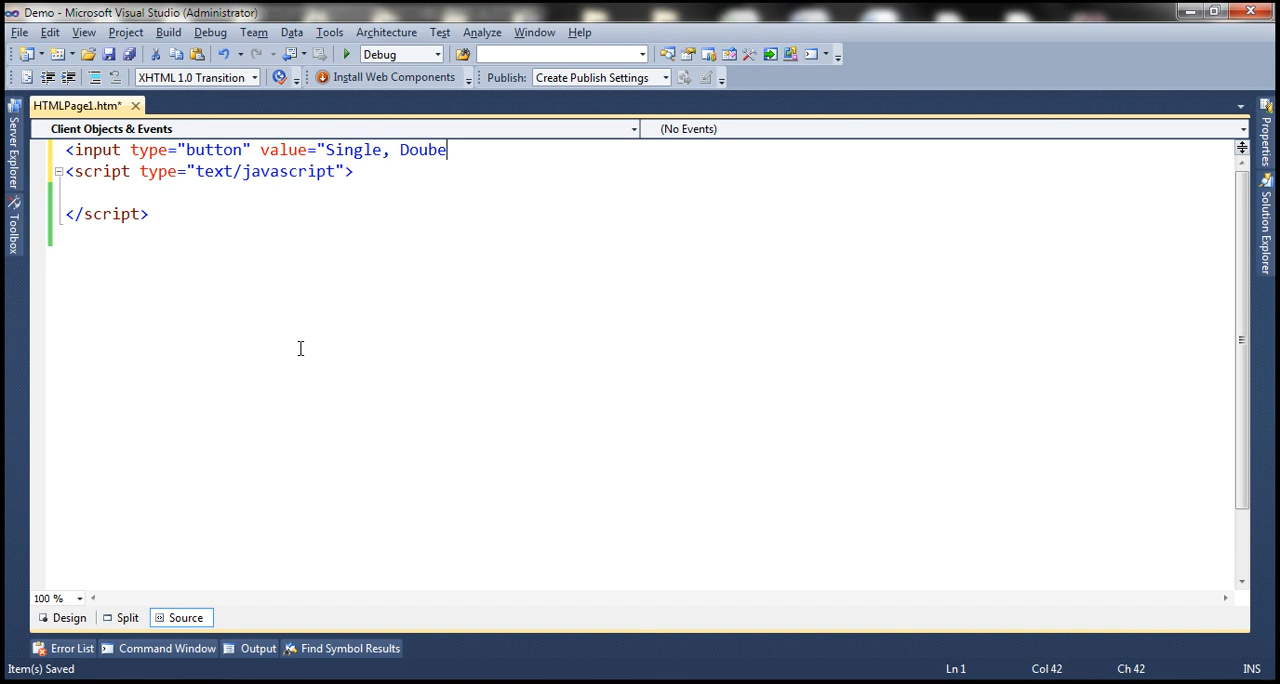 Demo - Microsoft Visual Studio (Administrator)
File Edit View Project Build Debug Team Data Tools Architecture Test Analyze Window Help
Debug
XHTML 1.0 Transition Install Web Components Publish: Create Publish Settings
HTMLPage1.htm*
Client Objects & Events (No Events)
<input type="button" value="Single, Doube
<script type="text/javascript">
</script>
Server Explorer
Toolbox
Properties
Solution Explorer
100 %
Design Split Source
Error List Command Window Output Find Symbol Results
Item(s) Saved Ln 1 Col 42 Ch 42 INS